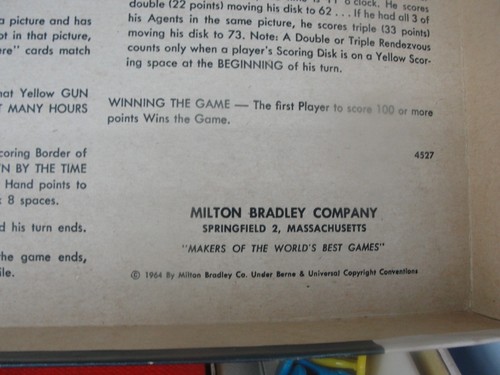 a picture and has
ot in that picture,
are" cards match
hat Yellow GUN
T MANY HOURS
coring Border of
N BY THE TIME
Hand points to
8 spaces.
d his turn ends.
the game ends,
ile.
o'clock. He scores
double (22 points) moving his disk to 62 . . . If he had all 3 of
his Agents in the same picture, he scores triple (33 points)
moving his disk to 73. Note: A Double or Triple Rendezvous
counts only when a player's Scoring Disk is on a Yellow Scor-
ing space at the BEGINNING of his turn.
WINNING THE GAME — The first Player to score 100 or more
points Wins the Game.
4527
MILTON BRADLEY COMPANY
SPRINGFIELD 2, MASSACHUSETTS
"MAKERS OF THE WORLD'S BEST GAMES"
© 1964 By Milton Bradley Co. Under Berne & Universal Copyright Conventions